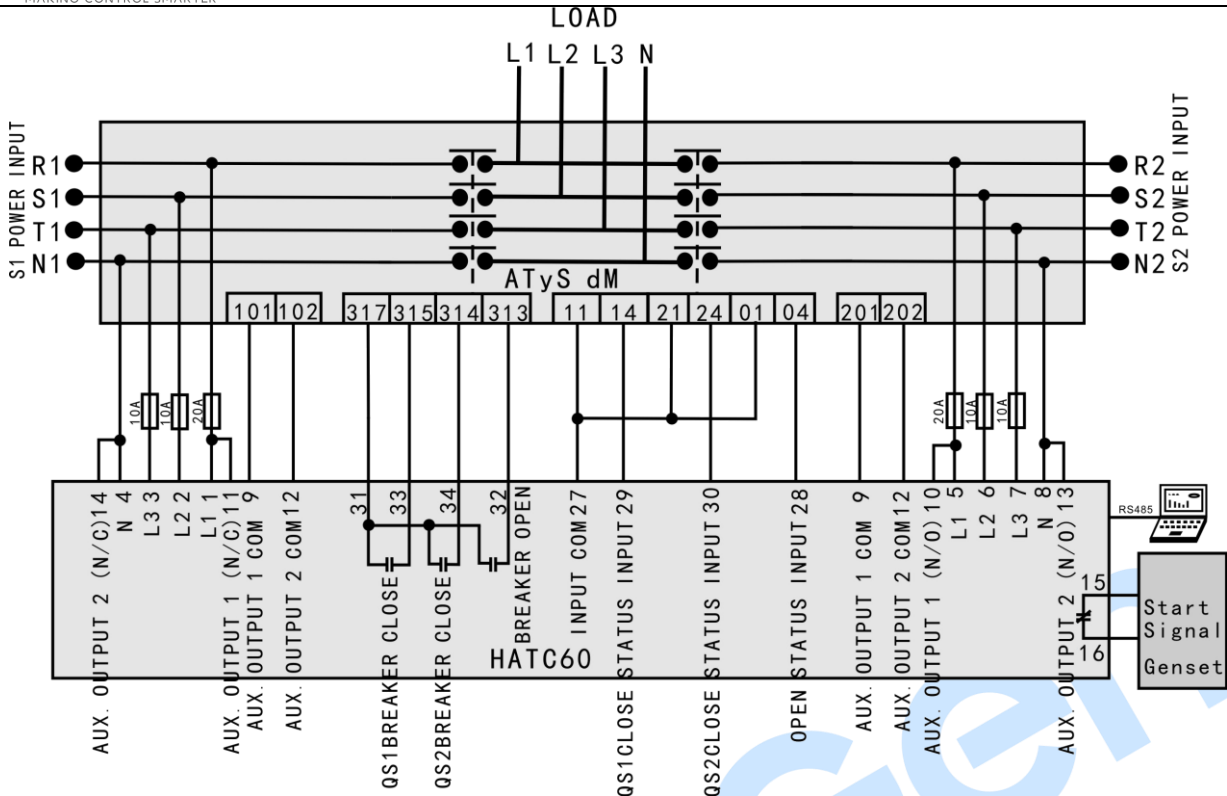 MAKING CONTROL SMARTER
LOAD
L1 L2 L3 N
S1 POWER INPUT
R1
S1
T1
N1
R2
S2
T2
N2
S2 POWER INPUT
ATyS dM
101 102
317 315 314 313
11 14 21 24 01 04
201 202
10A
10A
20A
20A
10A
10A
AUX. OUTPUT 2 (N/C)14
N 4
L3 3
L2 2
L1 1
AUX. OUTPUT 1 (N/C)11
AUX. OUTPUT 1 COM 9
AUX. OUTPUT 2 COM12
31
33
34
32
QS1BREAKER CLOSE
QS2BREAKER CLOSE
BREAKER OPEN
INPUT COM27
QS1CLOSE STATUS INPUT29
QS2CLOSE STATUS INPUT30
OPEN STATUS INPUT28
AUX. OUTPUT 1 COM 9
AUX. OUTPUT 2 COM12
AUX. OUTPUT 1 (N/O)10
L1 5
L2 6
L3 7
N 8
AUX. OUTPUT 2 (N/O)13
HATC60
RS485
15
16
Start
Signal
Genset